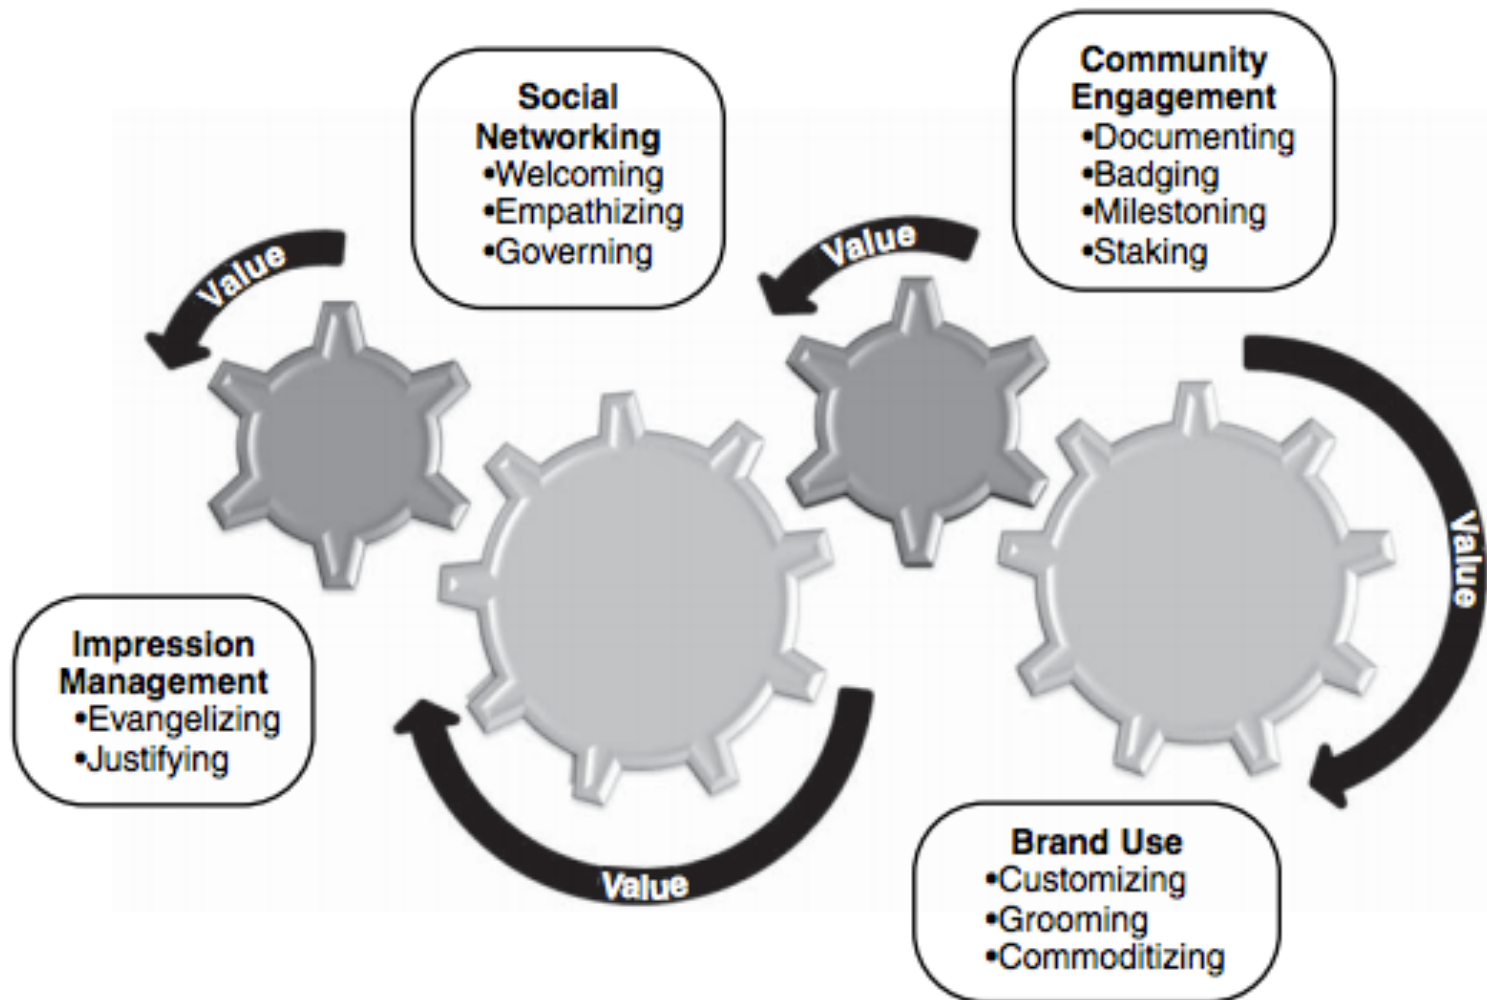 Social
Networking
•Welcoming
•Empathizing
•Governing
Community
Engagement
•Documenting
•Badging
•Milestoning
•Staking
Value
Value
Value
Impression
Management
•Evangelizing
•Justifying
Value
Brand Use
•Customizing
•Grooming
•Commoditizing